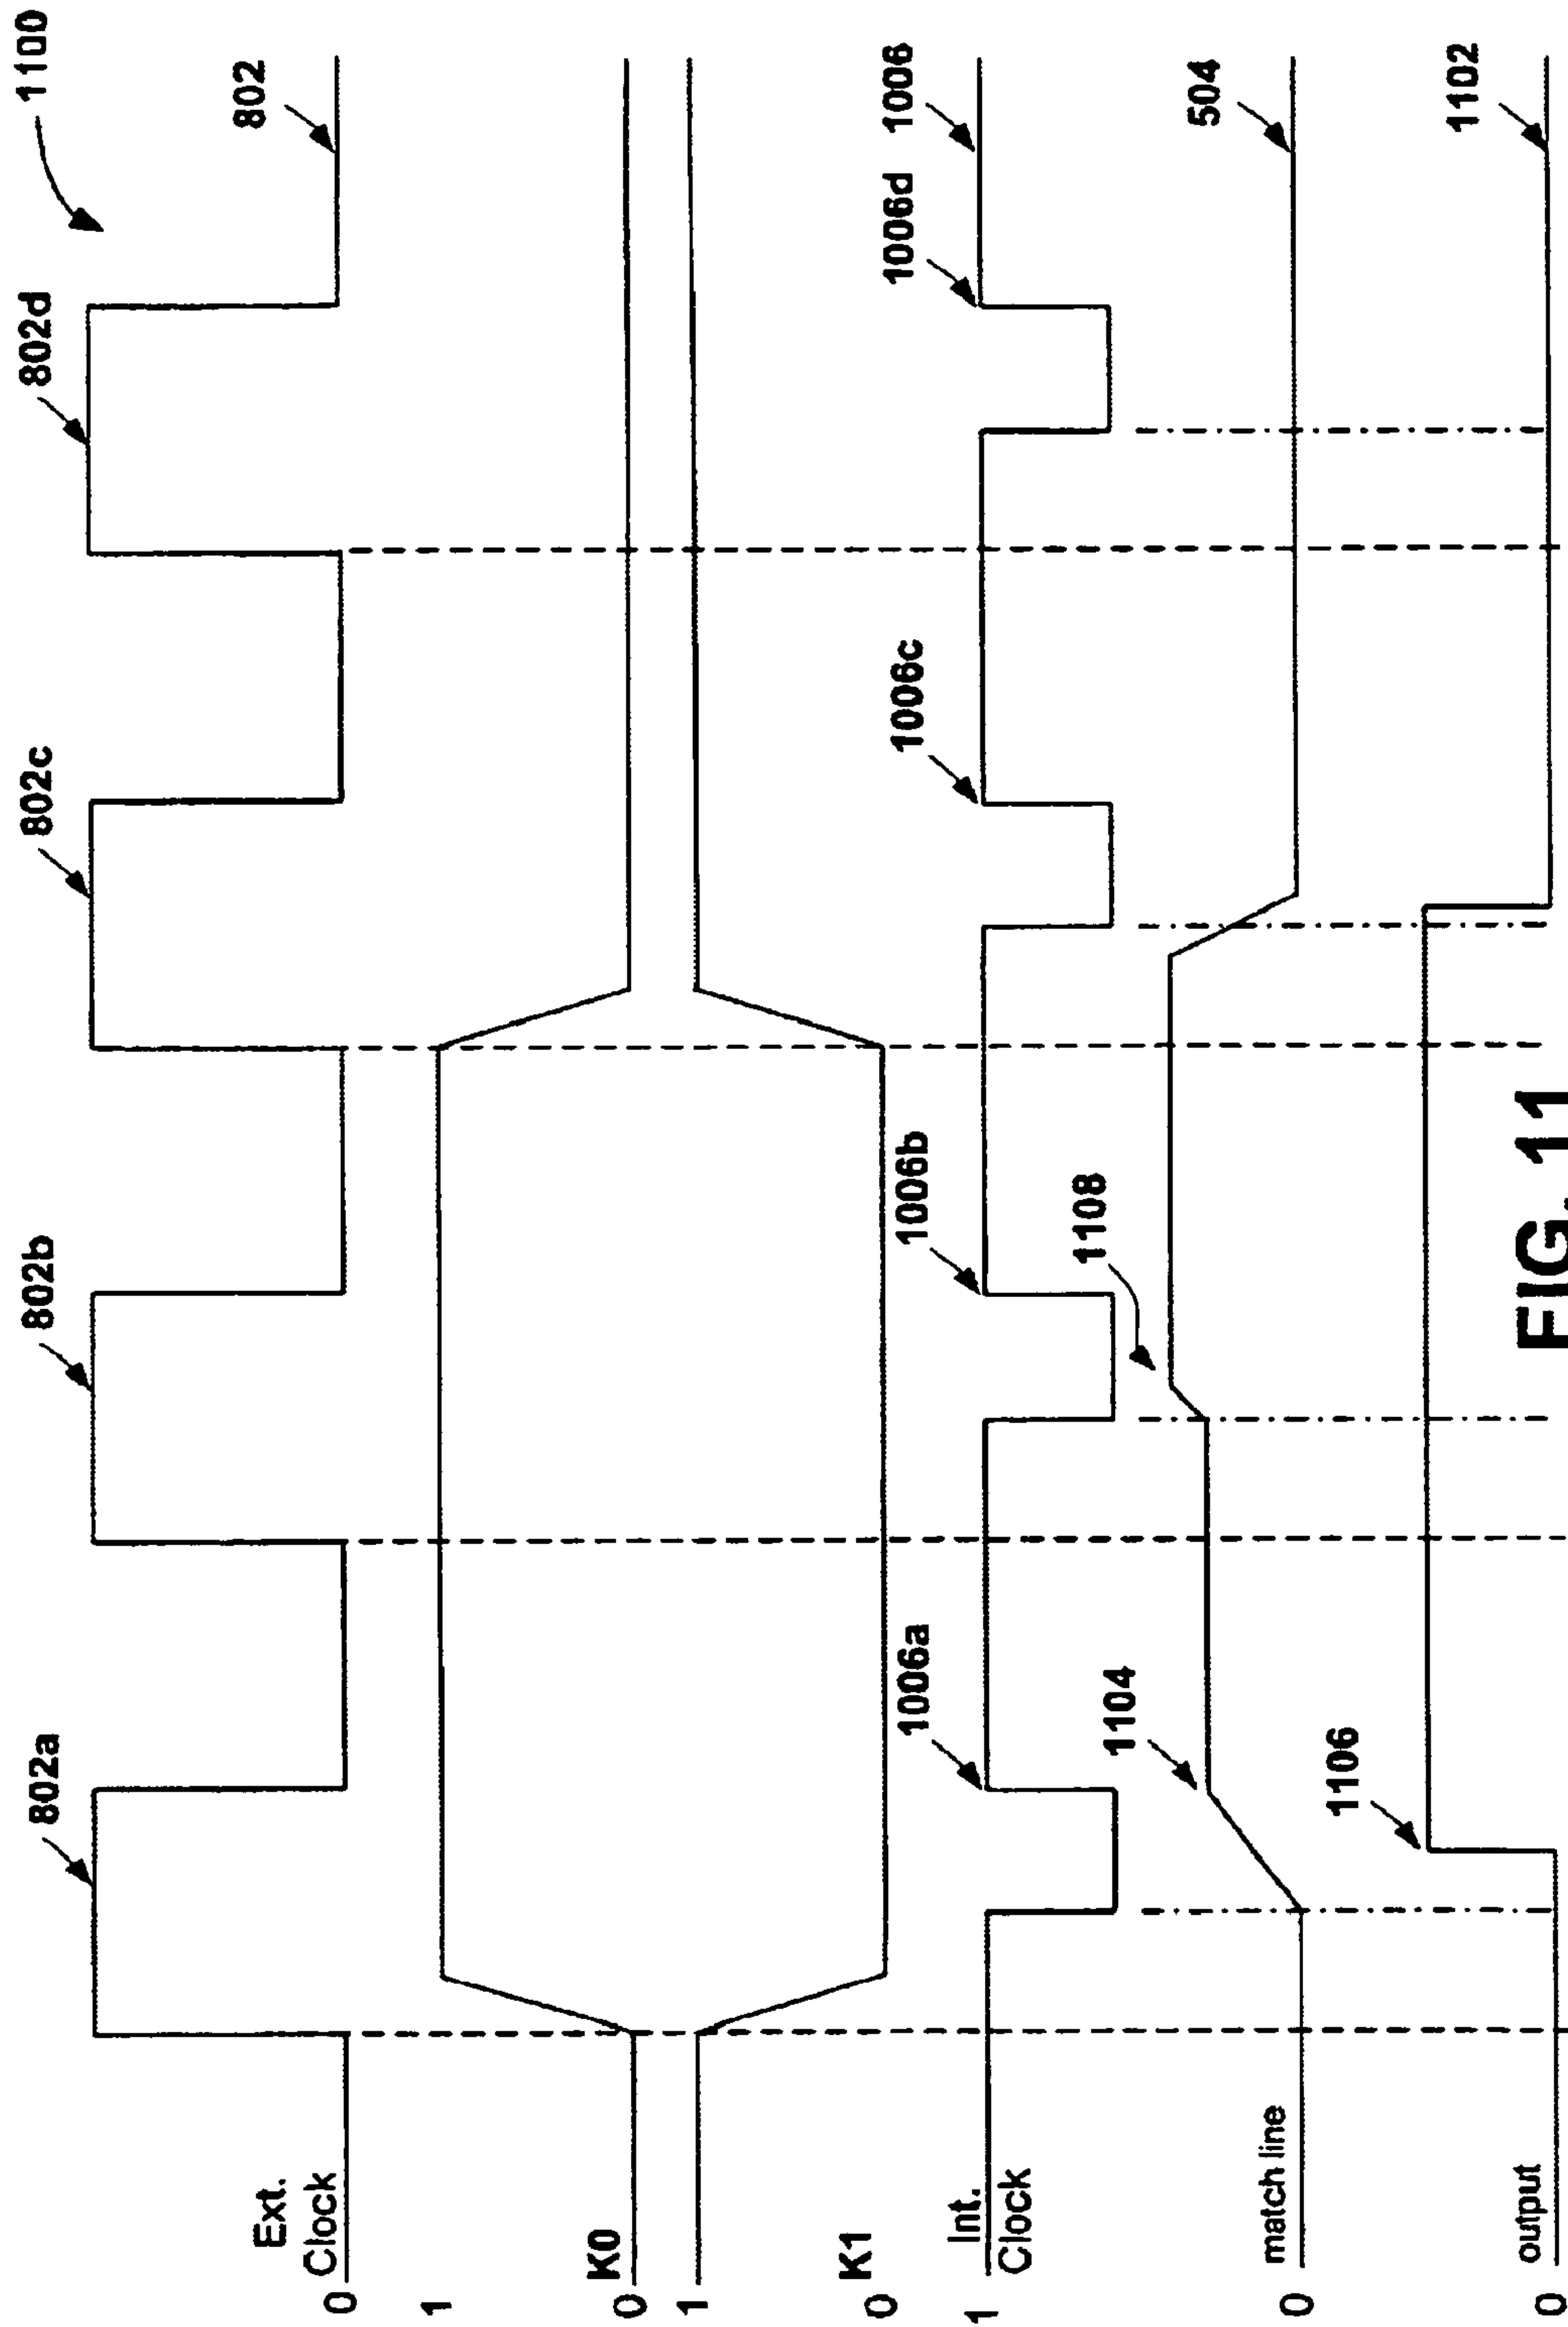 1100
802a
802b
802c
802d
802
Ext.
Clock
0
1
K0
0
1
K1
0
1006a
1006b
1006c
1006d
1006
1
Int.
Clock
1104
1108
504
match line
0
1106
1102
output
0
FIG. 11